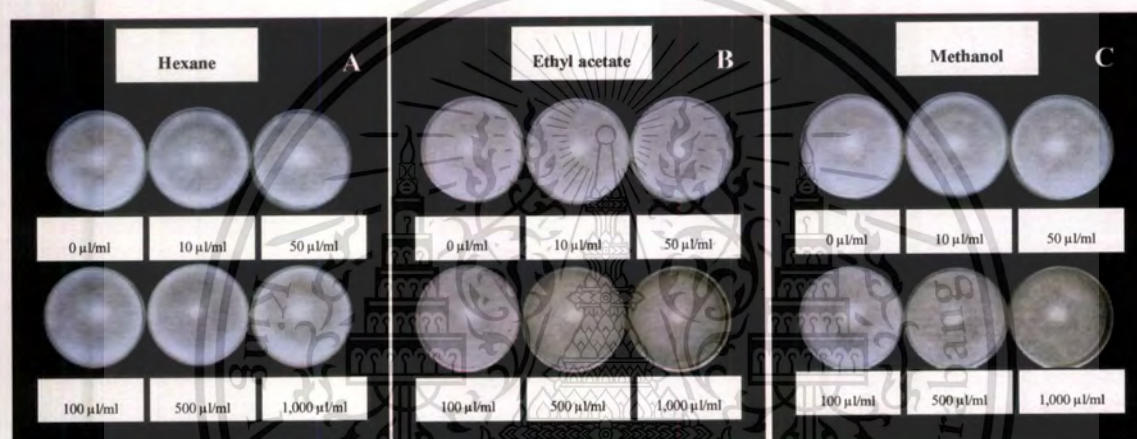 Hexane
A
0 µl/ml 10 µl/ml 50 µl/ml
100 µl/ml 500 µl/ml 1,000 µl/ml
Ethyl acetate
B
0 µl/ml 10 µl/ml 50 µl/ml
100 µl/ml 500 µl/ml 1,000 µl/ml
Methanol
C
0 µl/ml 10 µl/ml 50 µl/ml
100 µl/ml 500 µl/ml 1,000 µl/ml